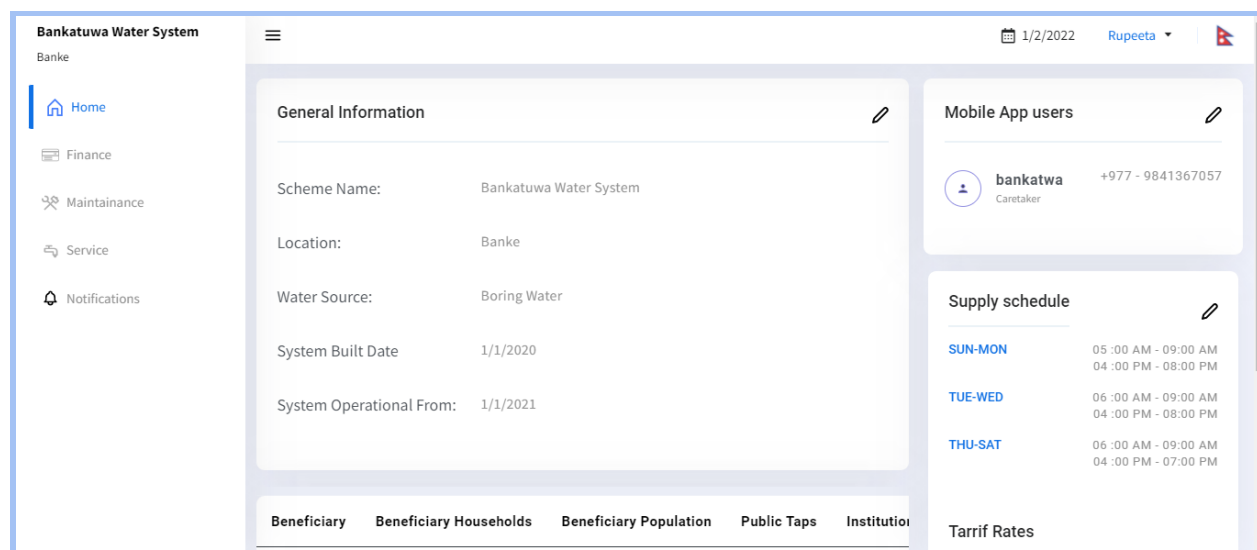 Bankatuwa Water System
Banke
1/2/2022
Rupeeta
Home
Finance
Maintainance
Service
Notifications
General Information
Scheme Name: Bankatuwa Water System
Location: Banke
Water Source: Boring Water
System Built Date 1/1/2020
System Operational From: 1/1/2021
Beneficiary Beneficiary Households Beneficiary Population Public Taps Institution
Mobile App users
bankatwa +977 - 9841367057
Caretaker
Supply schedule
SUN-MON 05 :00 AM - 09:00 AM
04 :00 PM - 08:00 PM
TUE-WED 06 :00 AM - 09:00 AM
04 :00 PM - 08:00 PM
THU-SAT 06 :00 AM - 09:00 AM
04 :00 PM - 07:00 PM
Tarrif Rates